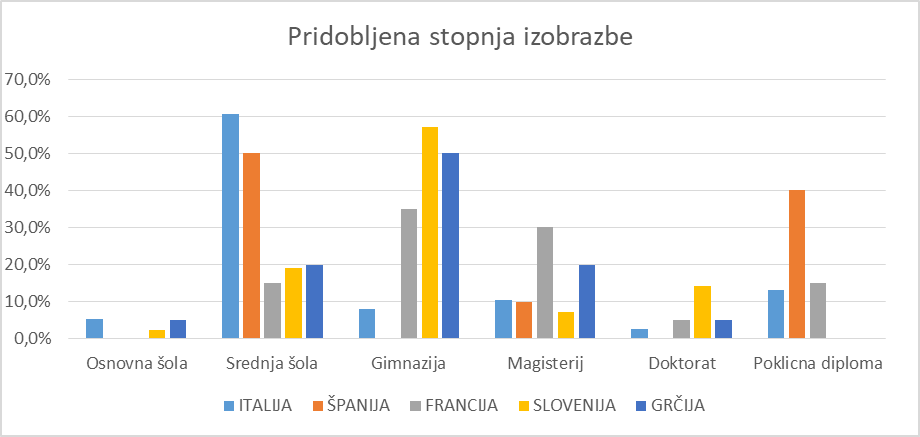 Pridobljena stopnja izobrazbe
70,0%
60,0%
50,0%
40,0%
30,0%
20,0%
10,0%
0,0%
Osnovna šola Srednja šola Gimnazija Magisterij Doktorat Poklicna diploma
ITALIJA ŠPANIJA FRANCIJA SLOVENIJA GRČIJA